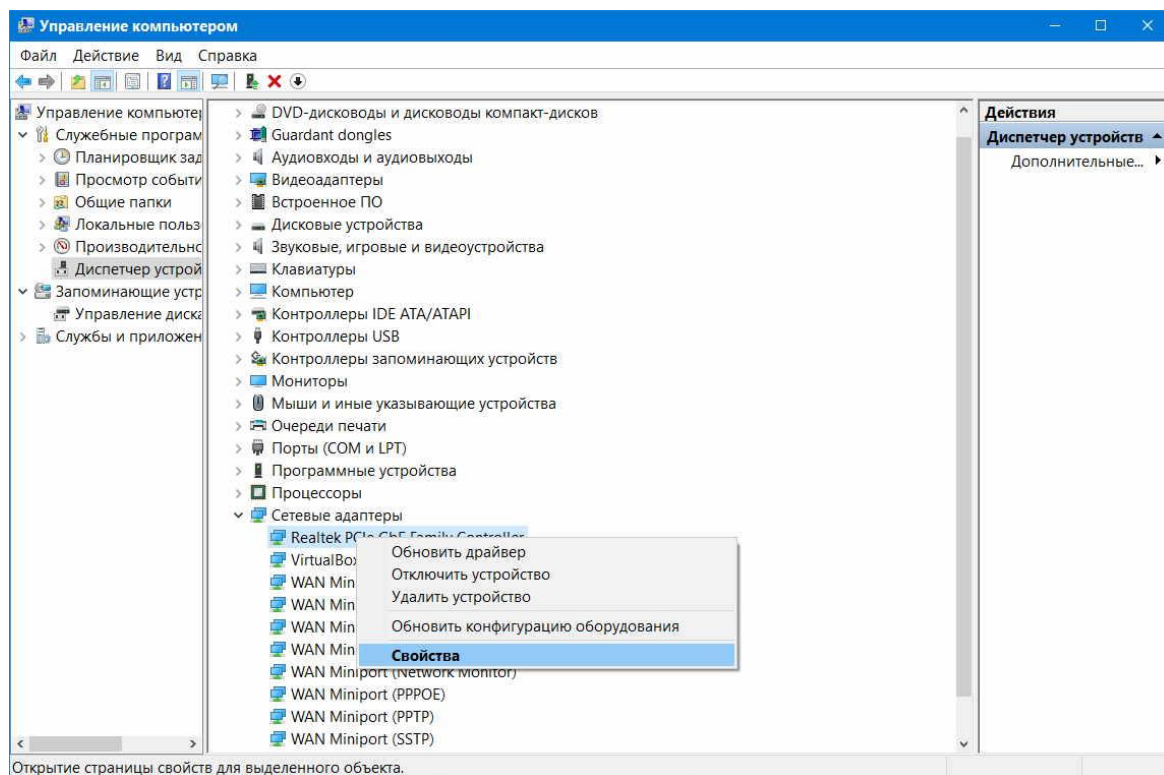 Управление компьютером
Файл Действие Вид Справка
Управление компьютер
Служебные програм
Планировщик зад
Просмотр событи
Общие папки
Локальные польз
Производительнс
Диспетчер устрой
Запоминающие устр
Управление диска
Службы и приложен
DVD-дисководы и дисководы компакт-дисков
Guardant dongles
Аудиовходы и аудиовыходы
Видеоадаптеры
Встроенное ПО
Дисковые устройства
Звуковые, игровые и видеоустройства
Клавиатуры
Компьютер
Контроллеры IDE ATA/ATAPI
Контроллеры USB
Контроллеры запоминающих устройств
Мониторы
Мыши и иные указывающие устройства
Очереди печати
Порты (COM и LPT)
Программные устройства
Процессоры
Сетевые адаптеры
Realtek PCIe GbE Family Controller
VirtualBo
WAN Min
WAN Min
WAN Min
WAN Min
WAN Miniport (Network Monitor)
WAN Miniport (PPPOE)
WAN Miniport (PPTP)
WAN Miniport (SSTP)
Обновить драйвер
Отключить устройство
Удалить устройство
Обновить конфигурацию оборудования
Свойства
Действия
Диспетчер устройств
Дополнительные...
Открытие страницы свойств для выделенного объекта.